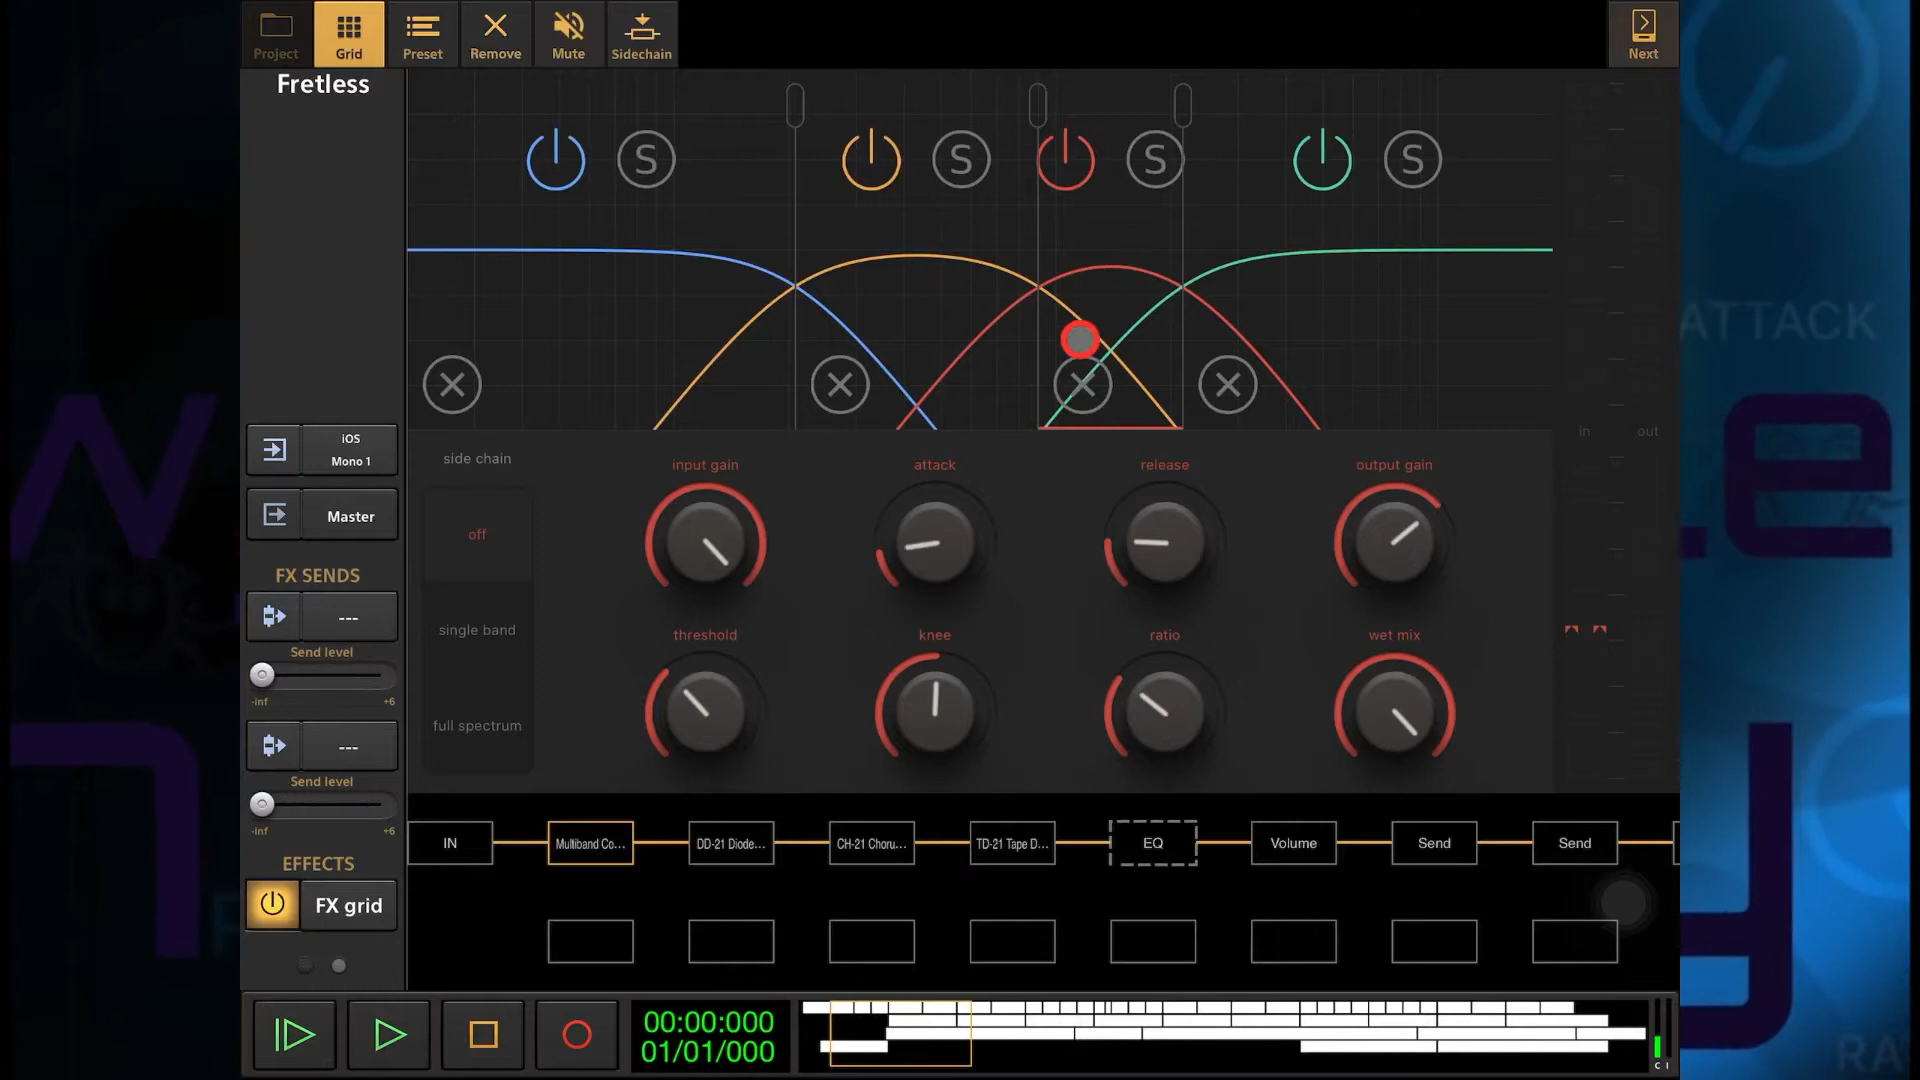 Project
Grid
Preset
Remove
Mute
Sidechain
Next
Fretless
S
S
S
S
ATTACK
iOS
Mono 1
Master
FX SENDS
---
Send level
-inf
+6
---
Send level
-inf
+6
EFFECTS
FX grid
side chain
off
single band
full spectrum
input gain
attack
release
output gain
threshold
knee
ratio
wet mix
in
out
IN
Multiband Co...
DD-21 Diode...
CH-21 Choru...
TD-21 Tape D...
EQ
Volume
Send
Send
00:00:000
01/01/000
C I
RA